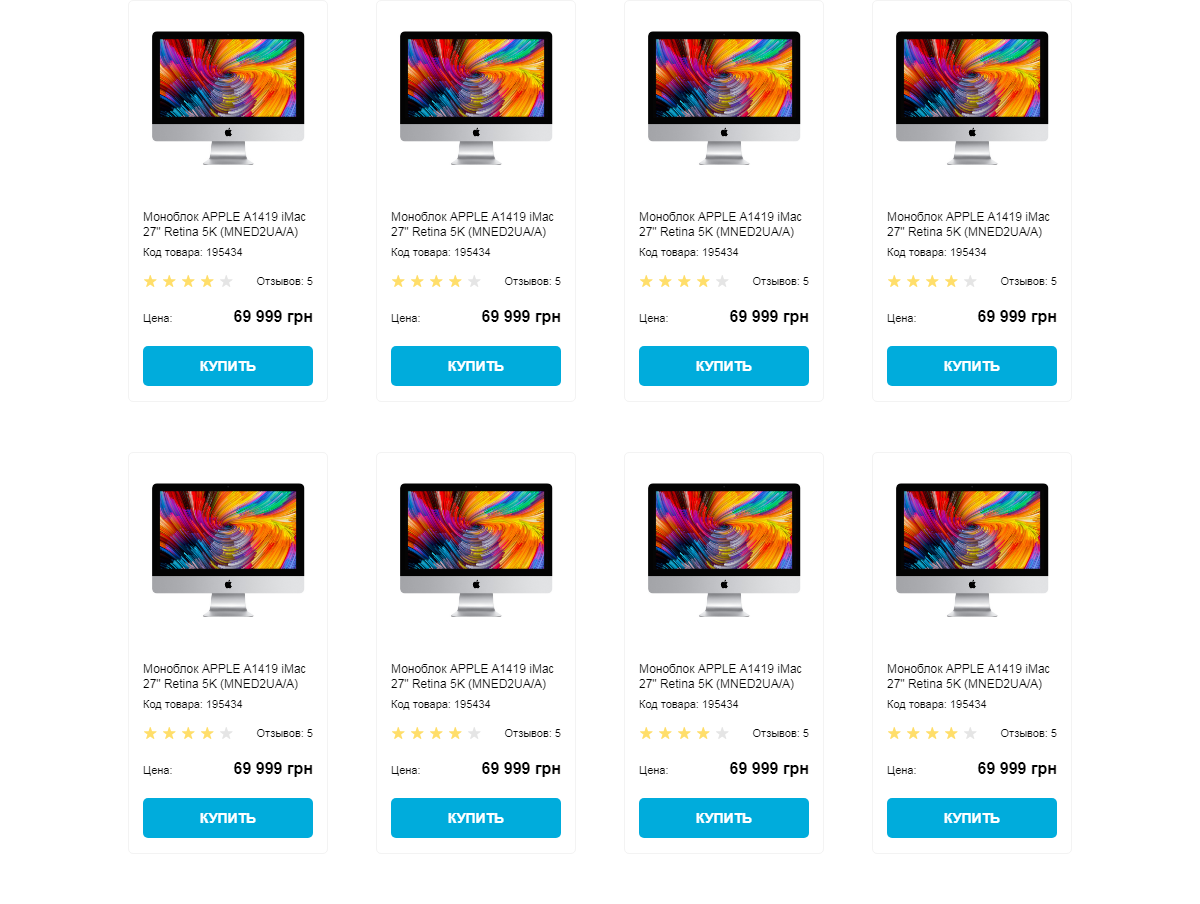 Моноблок APPLE A1419 iMac
27" Retina 5K (MNED2UA/A)
Код товара: 195434
Отзывов: 5
Цена: 69 999 грн
КУПИТЬ
Моноблок APPLE A1419 iMac
27" Retina 5K (MNED2UA/A)
Код товара: 195434
Отзывов: 5
Цена: 69 999 грн
КУПИТЬ
Моноблок APPLE A1419 iMac
27" Retina 5K (MNED2UA/A)
Код товара: 195434
Отзывов: 5
Цена: 69 999 грн
КУПИТЬ
Моноблок APPLE A1419 iMac
27" Retina 5K (MNED2UA/A)
Код товара: 195434
Отзывов: 5
Цена: 69 999 грн
КУПИТЬ
Моноблок APPLE A1419 iMac
27" Retina 5K (MNED2UA/A)
Код товара: 195434
Отзывов: 5
Цена: 69 999 грн
КУПИТЬ
Моноблок APPLE A1419 iMac
27" Retina 5K (MNED2UA/A)
Код товара: 195434
Отзывов: 5
Цена: 69 999 грн
КУПИТЬ
Моноблок APPLE A1419 iMac
27" Retina 5K (MNED2UA/A)
Код товара: 195434
Отзывов: 5
Цена: 69 999 грн
КУПИТЬ
Моноблок APPLE A1419 iMac
27" Retina 5K (MNED2UA/A)
Код товара: 195434
Отзывов: 5
Цена: 69 999 грн
КУПИТЬ